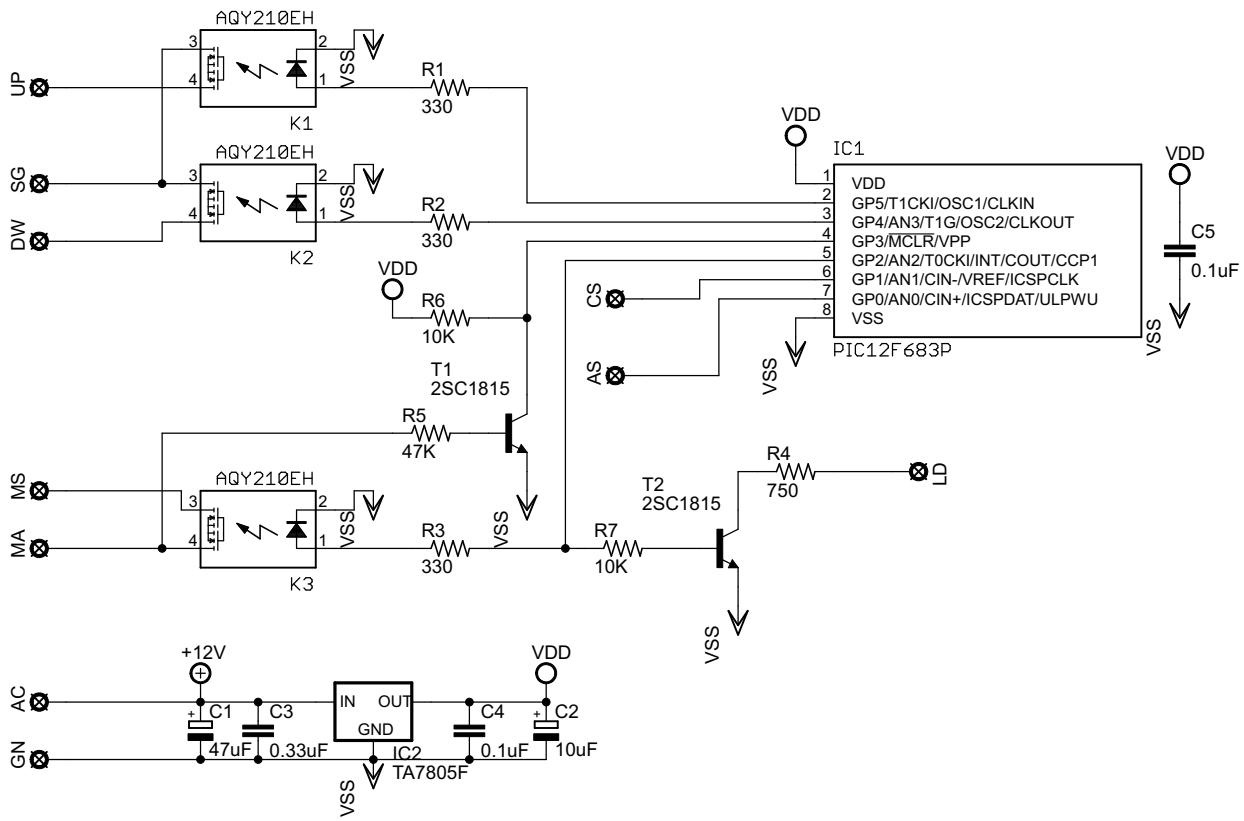 AQY210EH
3
4
2
1
VSS
K1
UP
R1
330
AQY210EH
3
4
2
1
VSS
K2
SG
DW
R2
330
VDD
R6
10K
T1
2SC1815
R5
47K
VSS
CS
AS
VDD
IC1
1 VDD
2 GP5/T1CKI/OSC1/CLKIN
3 GP4/AN3/T1G/OSC2/CLKOUT
4 GP3/MCLR/VPP
5 GP2/AN2/T0CKI/INT/COUT/CCP1
6 GP1/AN1/CIN-/VREF/ICSPCLK
7 GP0/AN0/CIN+/ICSPDAT/ULPWU
8 VSS
PIC12F683P
VSS
VDD
C5
0.1uF
VSS
AQY210EH
3
4
2
1
VSS
K3
MS
MA
R3
330
R7
10K
T2
2SC1815
VSS
R4
750
LD
+12V
AC
GN
+
C1
47uF
C3
0.33uF
IN
OUT
GND
IC2
TA7805F
VSS
C4
0.1uF
VDD
+
C2
10uF